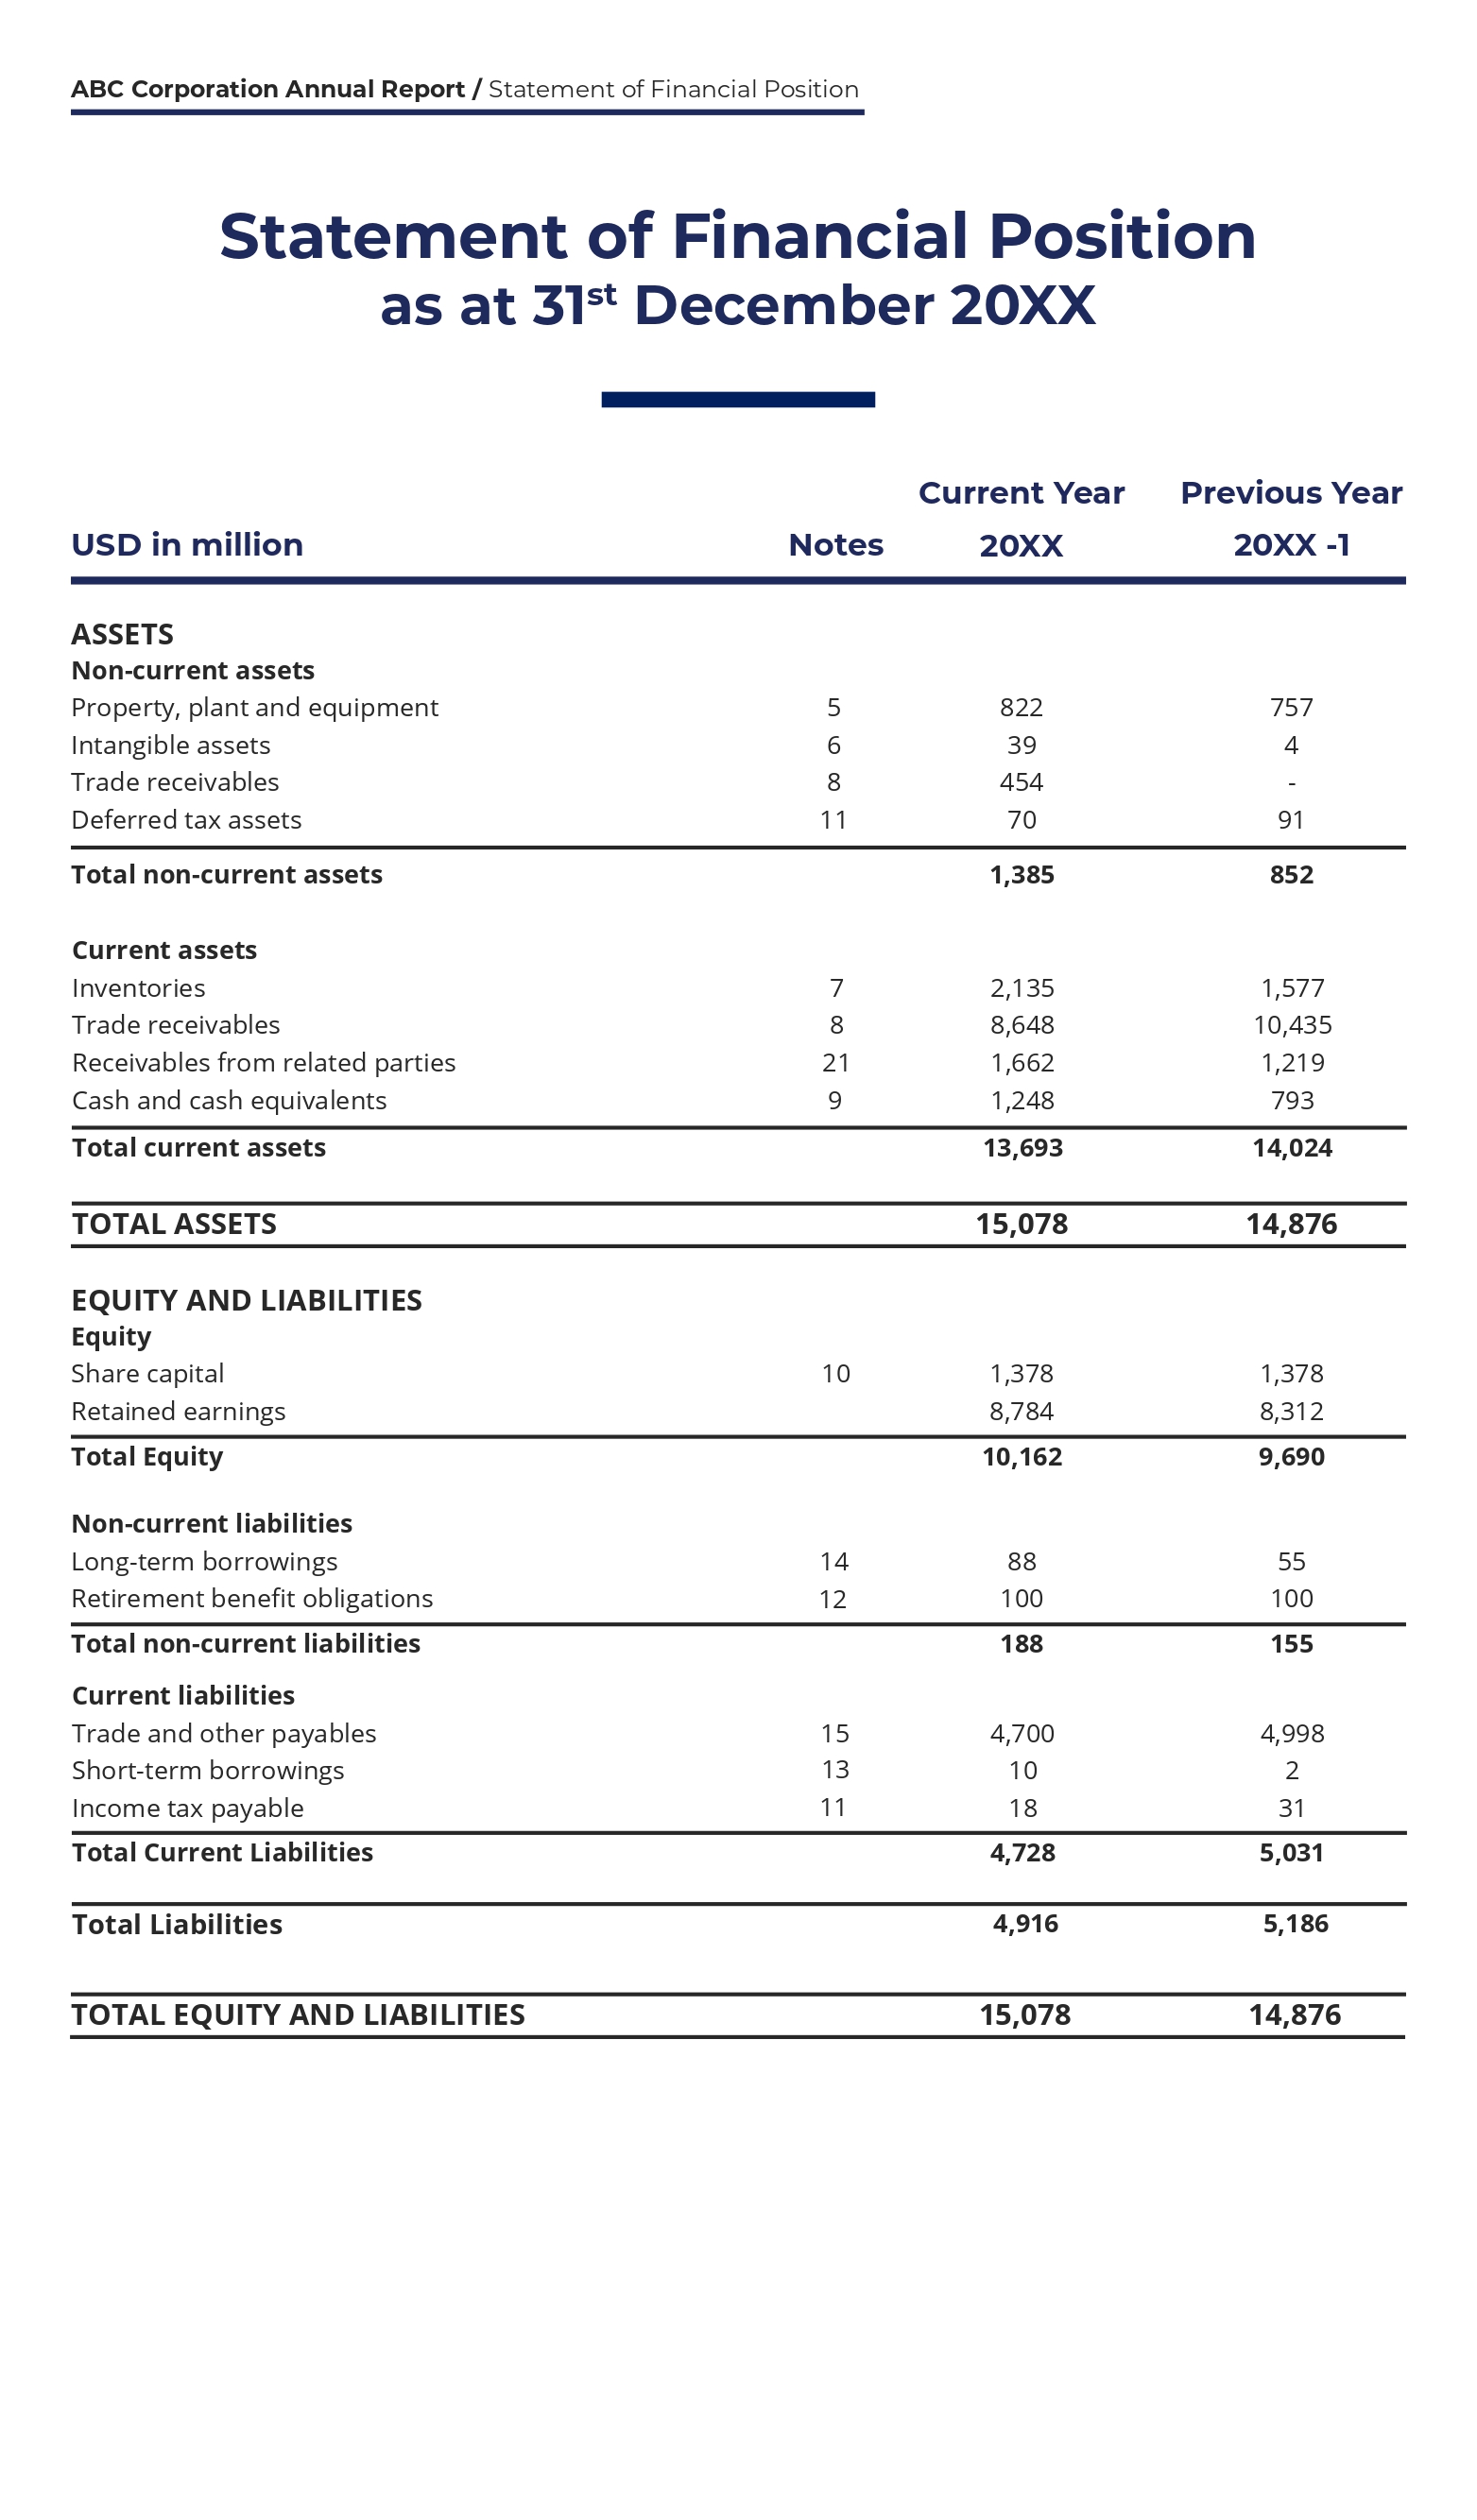 ABC Corporation Annual Report / Statement of Financial Position
Statement of Financial Position
as at 31st December 20XX
Current Year Previous Year
USD in million Notes 20XX 20XX -1
ASSETS
Non-current assets
Property, plant and equipment 5 822 757
Intangible assets 6 39 4
Trade receivables 8 454 -
Deferred tax assets 11 70 91
Total non-current assets 1,385 852
Current assets
Inventories 7 2,135 1,577
Trade receivables 8 8,648 10,435
Receivables from related parties 21 1,662 1,219
Cash and cash equivalents 9 1,248 793
Total current assets 13,693 14,024
TOTAL ASSETS 15,078 14,876
EQUITY AND LIABILITIES
Equity
Share capital 10 1,378 1,378
Retained earnings 8,784 8,312
Total Equity 10,162 9,690
Non-current liabilities
Long-term borrowings 14 88 55
Retirement benefit obligations 12 100 100
Total non-current liabilities 188 155
Current liabilities
Trade and other payables 15 4,700 4,998
Short-term borrowings 13 10 2
Income tax payable 11 18 31
Total Current Liabilities 4,728 5,031
Total Liabilities 4,916 5,186
TOTAL EQUITY AND LIABILITIES 15,078 14,876